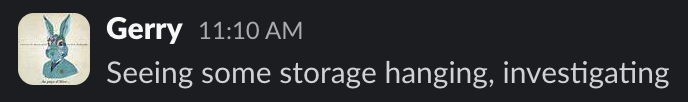 Gerry 11:10 AM
Seeing some storage hanging, investigating